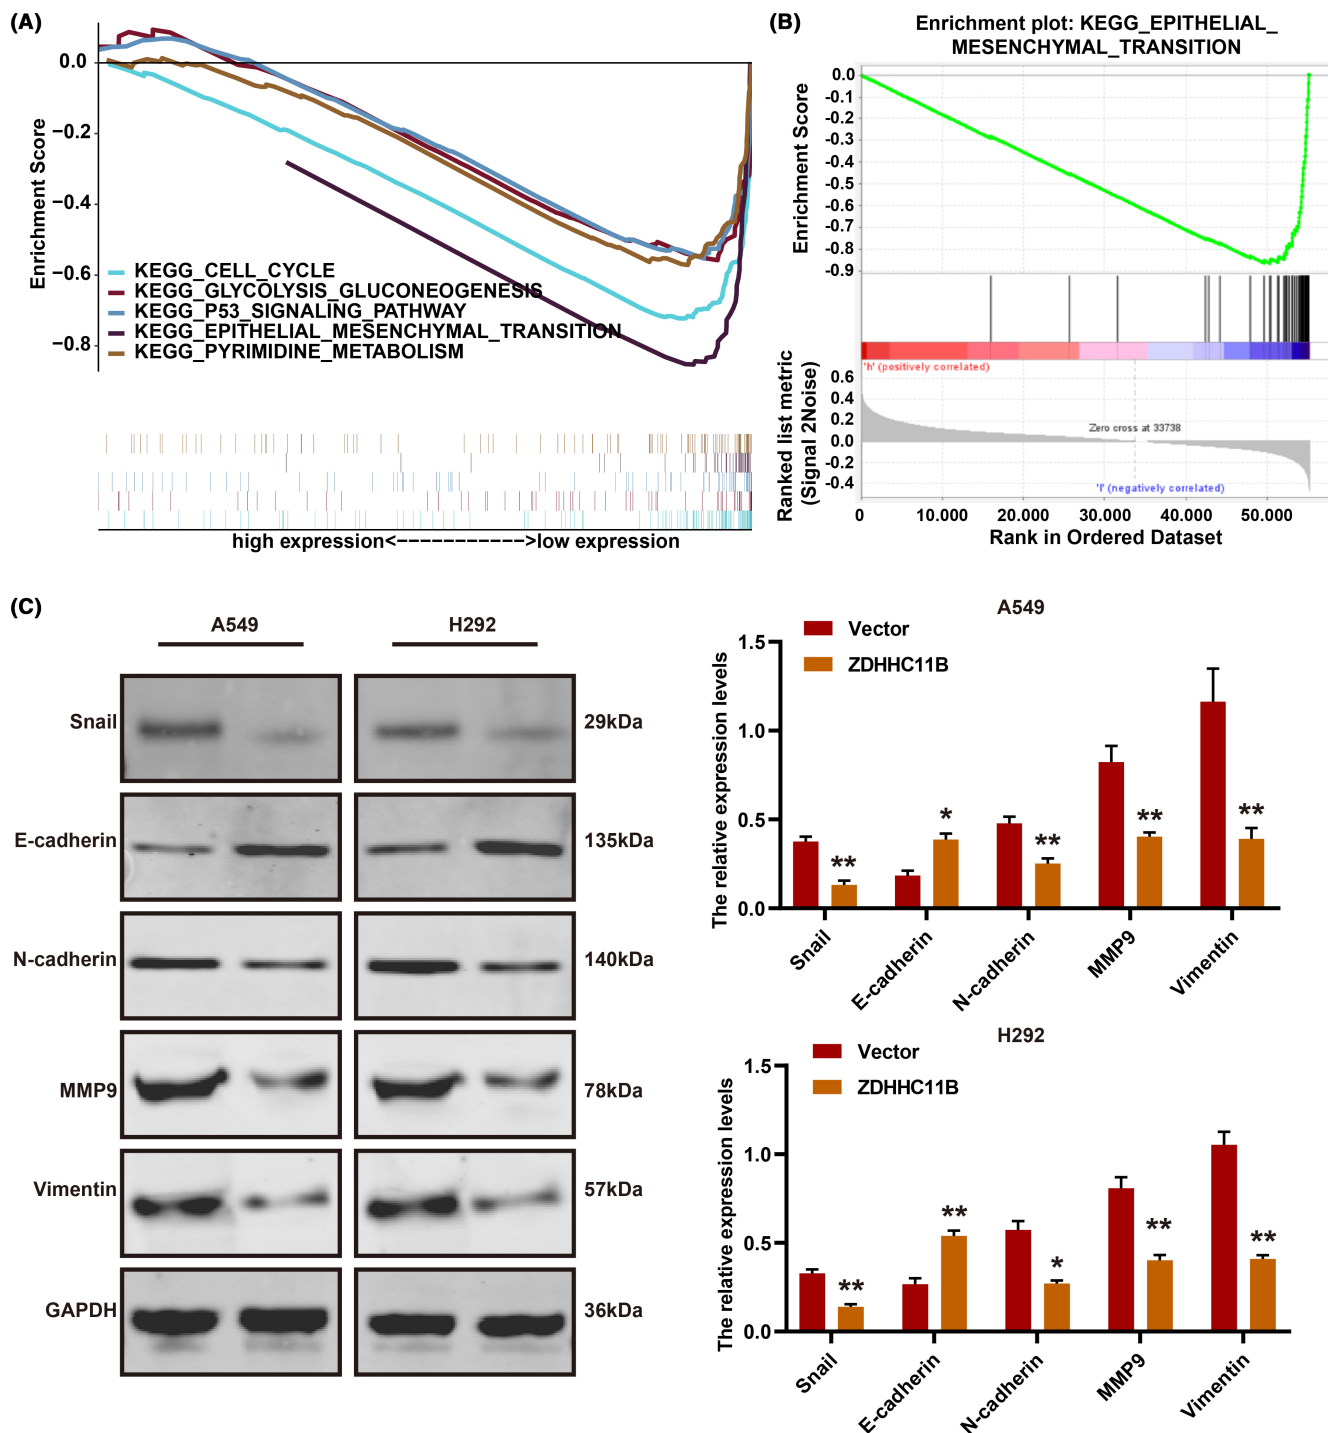 (A)
0.0
−0.2
−0.4
−0.6
−0.8
Enrichment Score
KEGG_CELL_CYCLE
KEGG_GLYCOLYSIS_GLUCONEOGENESIS
KEGG_P53_SIGNALING_PATHWAY
KEGG_EPITHELIAL_MESENCHYMAL_TRANSITION
KEGG_PYRIMIDINE_METABOLISM
high expression<------------->low expression
(B)
Enrichment plot: KEGG_EPITHELIAL_
MESENCHYMAL_TRANSITION
0.0
-0.1
-0.2
-0.3
-0.4
-0.5
-0.6
-0.7
-0.8
-0.9
Enrichment Score
'h' (positively correlated)
0.6
0.4
0.2
0.0
-0.2
-0.4
Ranked list metric
(Signal 2Noise)
Zero cross at 33738
'l' (negatively correlated)
0 10.000 20.000 30.000 40.000 50.000
Rank in Ordered Dataset
(C)
A549 H292
Snail 29kDa
E-cadherin 135kDa
N-cadherin 140kDa
MMP9 78kDa
Vimentin 57kDa
GAPDH 36kDa
A549
Vector
ZDHHC11B
1.5
1.0
0.5
0.0
The relative expression levels
** * ** ** **
Snail E-cadherin N-cadherin MMP9 Vimentin
H292
Vector
ZDHHC11B
1.5
1.0
0.5
0.0
The relative expression levels
** ** * ** **
Snail E-cadherin N-cadherin MMP9 Vimentin